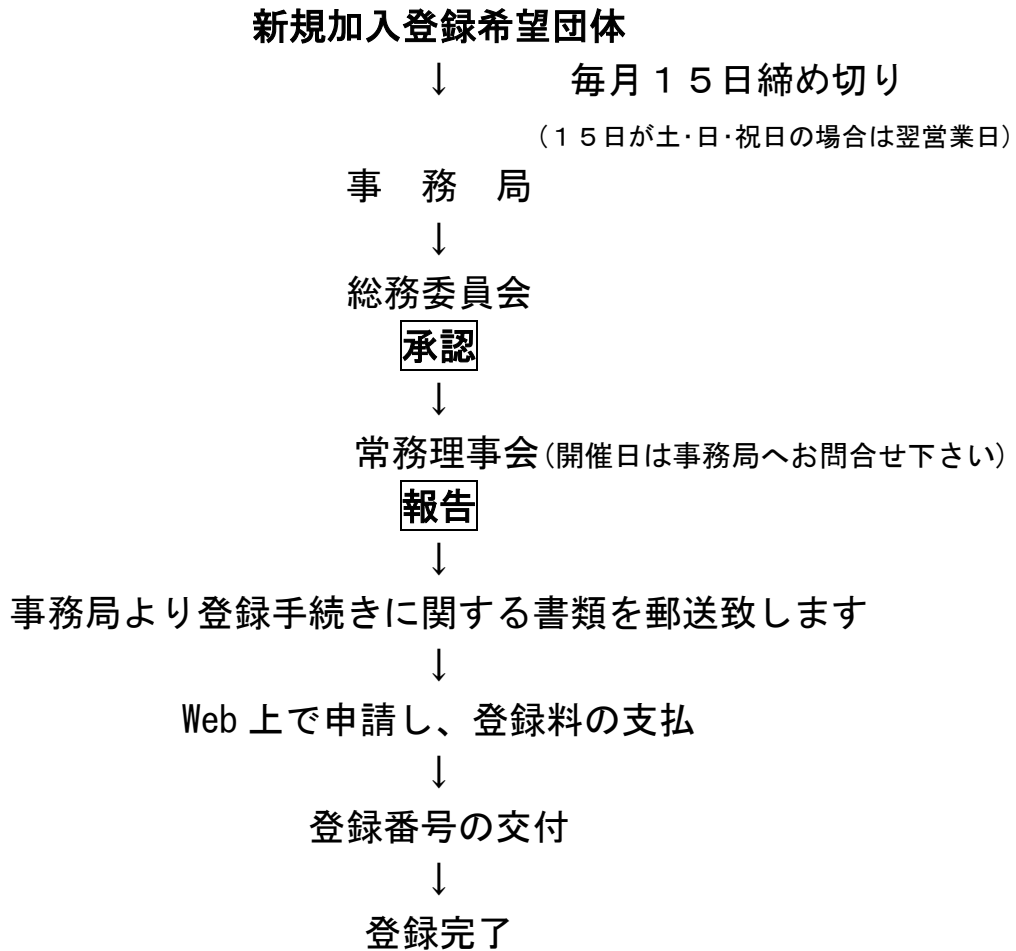 新規加入登録希望団体
↓ 毎月１５日締め切り
（１５日が土・日・祝日の場合は翌営業日）
事　務　局
↓
総務委員会
承認
↓
常務理事会（開催日は事務局へお問合せ下さい）
報告
↓
事務局より登録手続きに関する書類を郵送致します
↓
Web 上で申請し、登録料の支払
↓
登録番号の交付
↓
登録完了